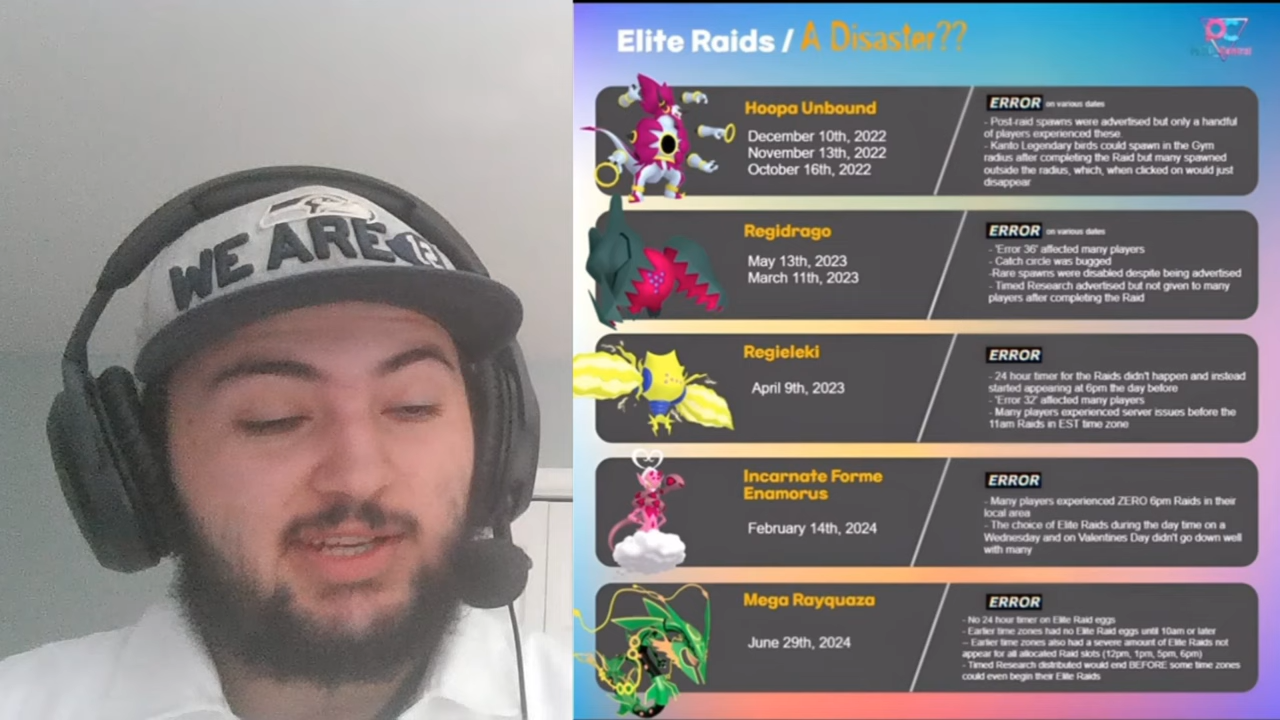 WE ARE 12
Elite Raids / A Disaster??
PC
Hoopa Unbound
December 10th, 2022
November 13th, 2022
October 16th, 2022
ERROR on various dates
- Post-raid spawns were advertised but only a handful
of players experienced these.
- Kanto Legendary birds could spawn in the Gym
radius after completing the Raid but many spawned
outside the radius, which, when clicked on would just
disappear
Regidrago
May 13th, 2023
March 11th, 2023
ERROR on various dates
- 'Error 36' affected many players
- Catch circle was bugged
-Rare spawns were disabled despite being advertised
- Timed Research advertised but not given to many
players after completing the Raid
Regieleki
April 9th, 2023
ERROR
- 24 hour timer for the Raids didn't happen and instead
started appearing at 6pm the day before
- 'Error 32' affected many players
- Many players experienced server issues before the
11am Raids in EST time zone
Incarnate Forme
Enamorus
February 14th, 2024
ERROR
- Many players experienced ZERO 6pm Raids in their
local area
- The choice of Elite Raids during the day time on a
Wednesday and on Valentines Day didn't go down well
with many
Mega Rayquaza
June 29th, 2024
ERROR
- No 24 hour timer on Elite Raid eggs
- Earlier time zones had no Elite Raid eggs until 10am or later
- Earlier time zones also had a severe amount of Elite Raids not
appear for all allocated Raid slots (12pm, 1pm, 5pm, 6pm)
- Timed Research distributed would end BEFORE some time zones
could even begin their Elite Raids